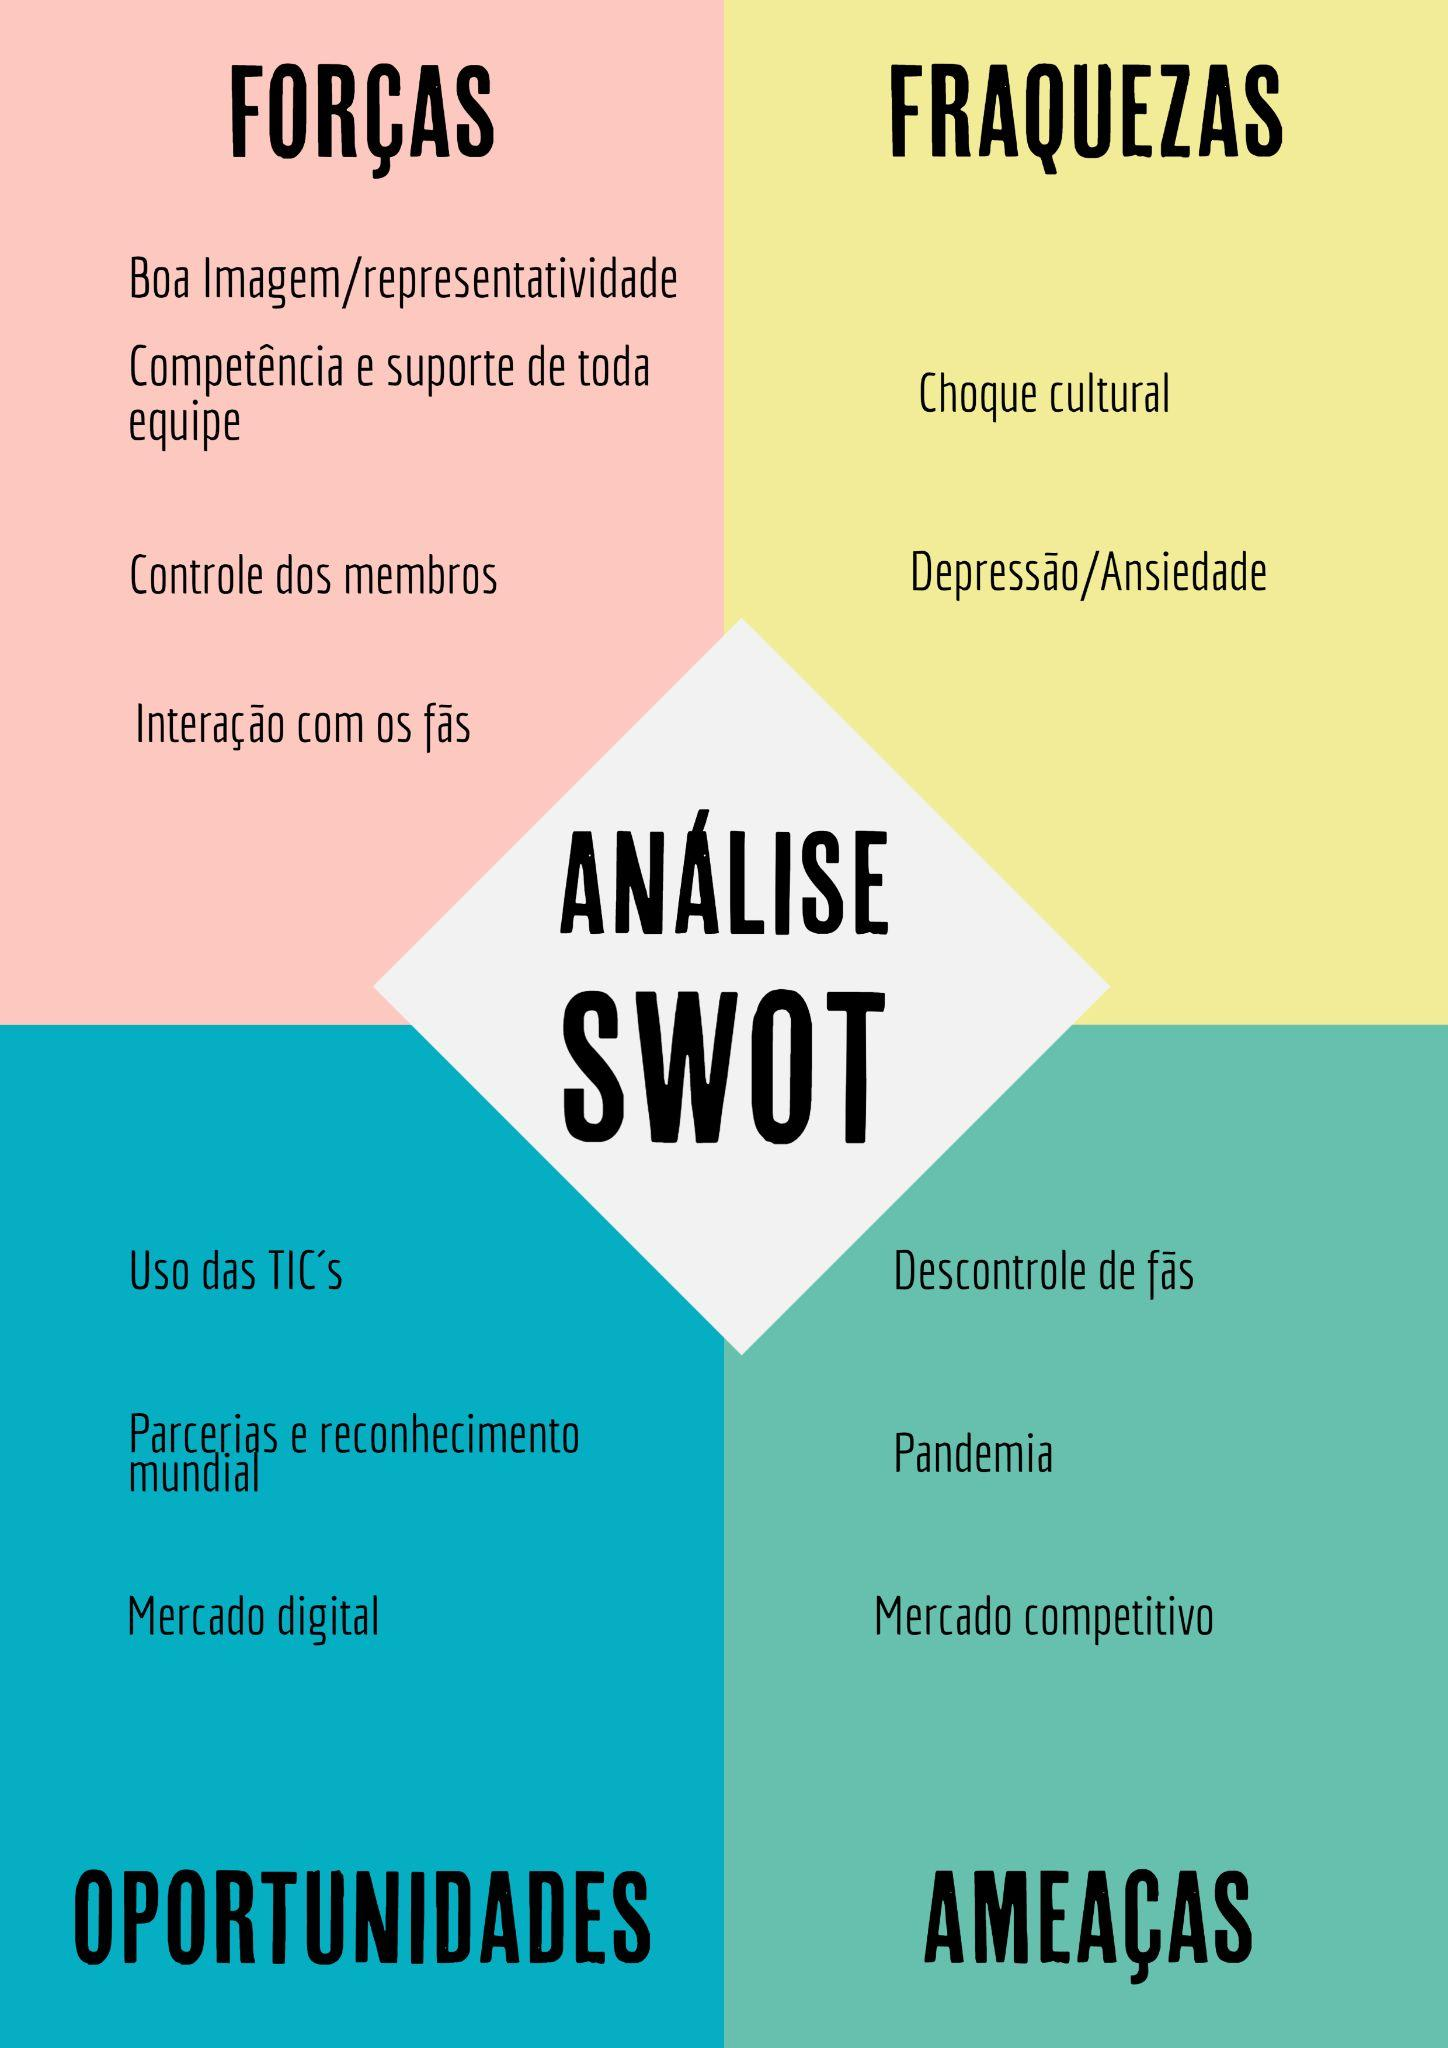 FORÇAS
Boa Imagem/representatividade
Competência e suporte de toda
equipe
Controle dos membros
Interação com os fãs
FRAQUEZAS
Choque cultural
Depressão/Ansiedade
ANÁLISE
SWOT
Uso das TIC´s
Parcerias e reconhecimento
mundial
Mercado digital
OPORTUNIDADES
Descontrole de fãs
Pandemia
Mercado competitivo
AMEAÇAS